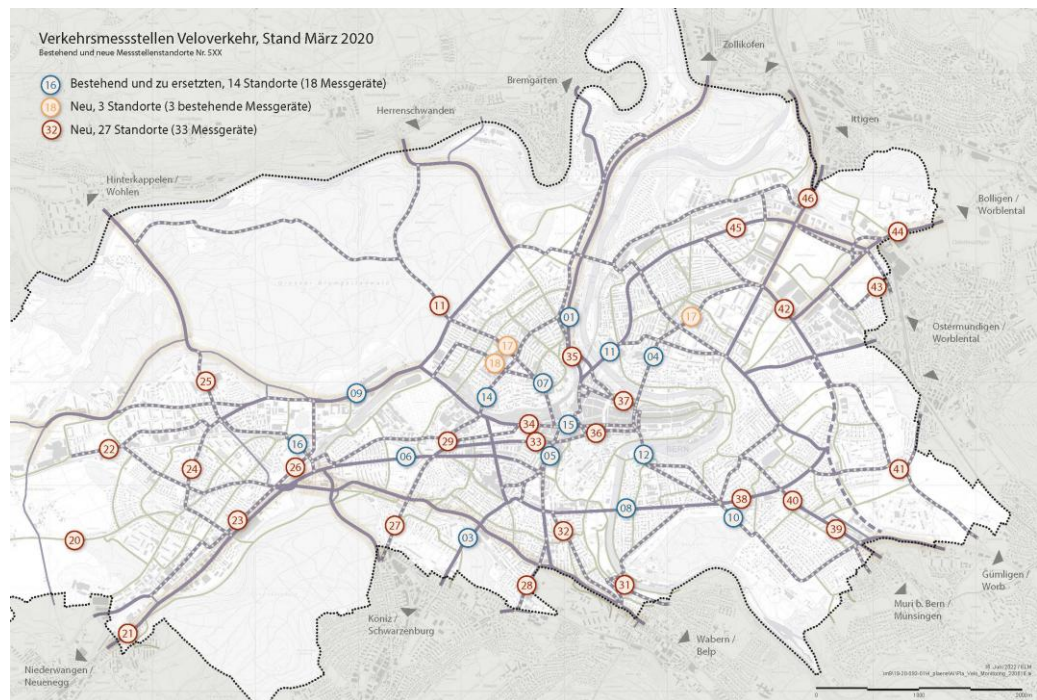 Verkehrsmessstellen Veloverkehr, Stand März 2020
Bestehend und neue Messstellenstandorte Nr. 5XX
16 Bestehend und zu ersetzten, 14 Standorte (18 Messgeräte)
18 Neu, 3 Standorte (3 bestehende Messgeräte)
32 Neu, 27 Standorte (33 Messgeräte)
Zollikofen
Bremgarten
Herrenschwanden
Ittigen
Hinterkappelen /
Wohlen
Bolligen /
Worblental
46
45
44
43
11
01
17
42
Ostermundigen /
Worblental
17
18
35
11
04
25
09
07
14
37
34
15
36
22
16
29
33
05
12
24
26
06
41
23
08
38
40
10
39
20
27
03
32
28
31
21
Köniz /
Schwarzenburg
Gümligen /
Worb
Muri b. Bern /
Münsingen
Wabern /
Belp
Niederwangen /
Neuenegg
0